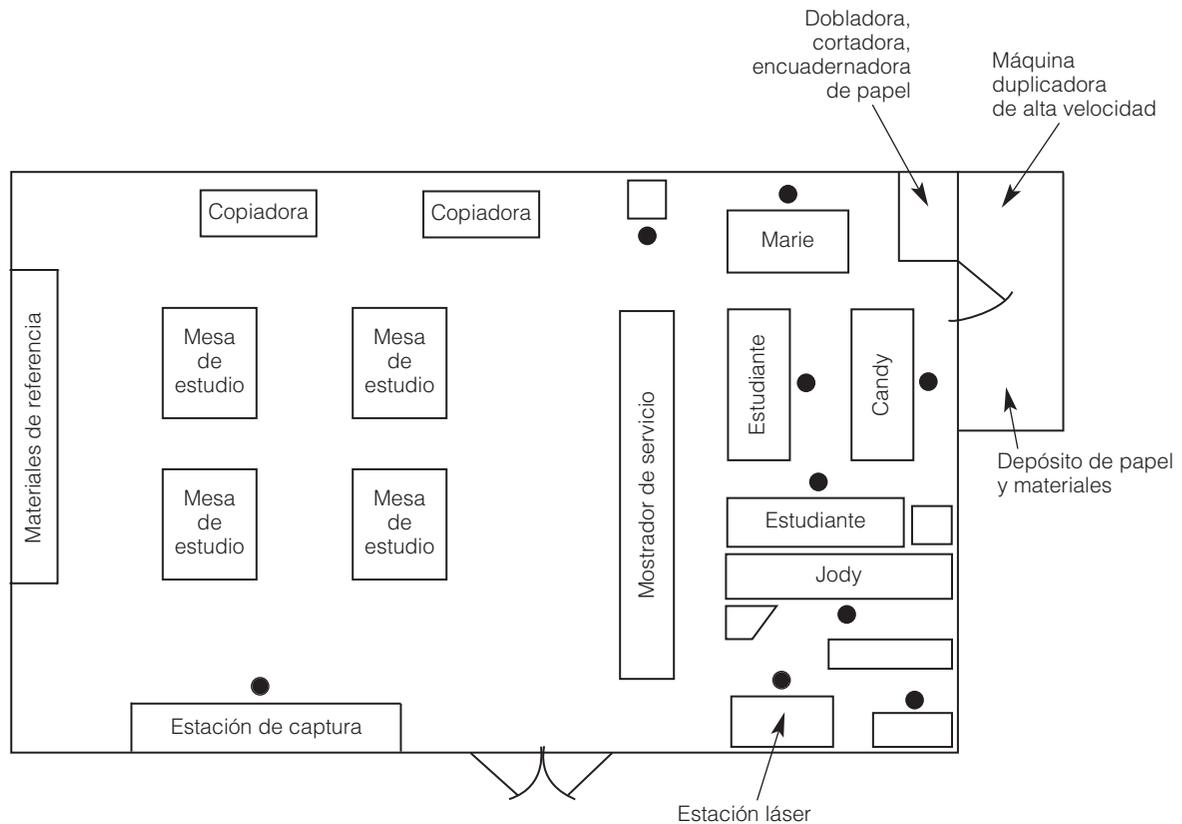 Dobladora,
cortadora,
encuadernadora
de papel
Máquina
duplicadora
de alta velocidad
Copiadora
Copiadora
Marie
Materiales de referencia
Mesa
de
estudio
Mesa
de
estudio
Mostrador de servicio
Estudiante
Candy
Depósito de papel
y materiales
Mesa
de
estudio
Mesa
de
estudio
Estudiante
Jody
Estación de captura
Estación láser